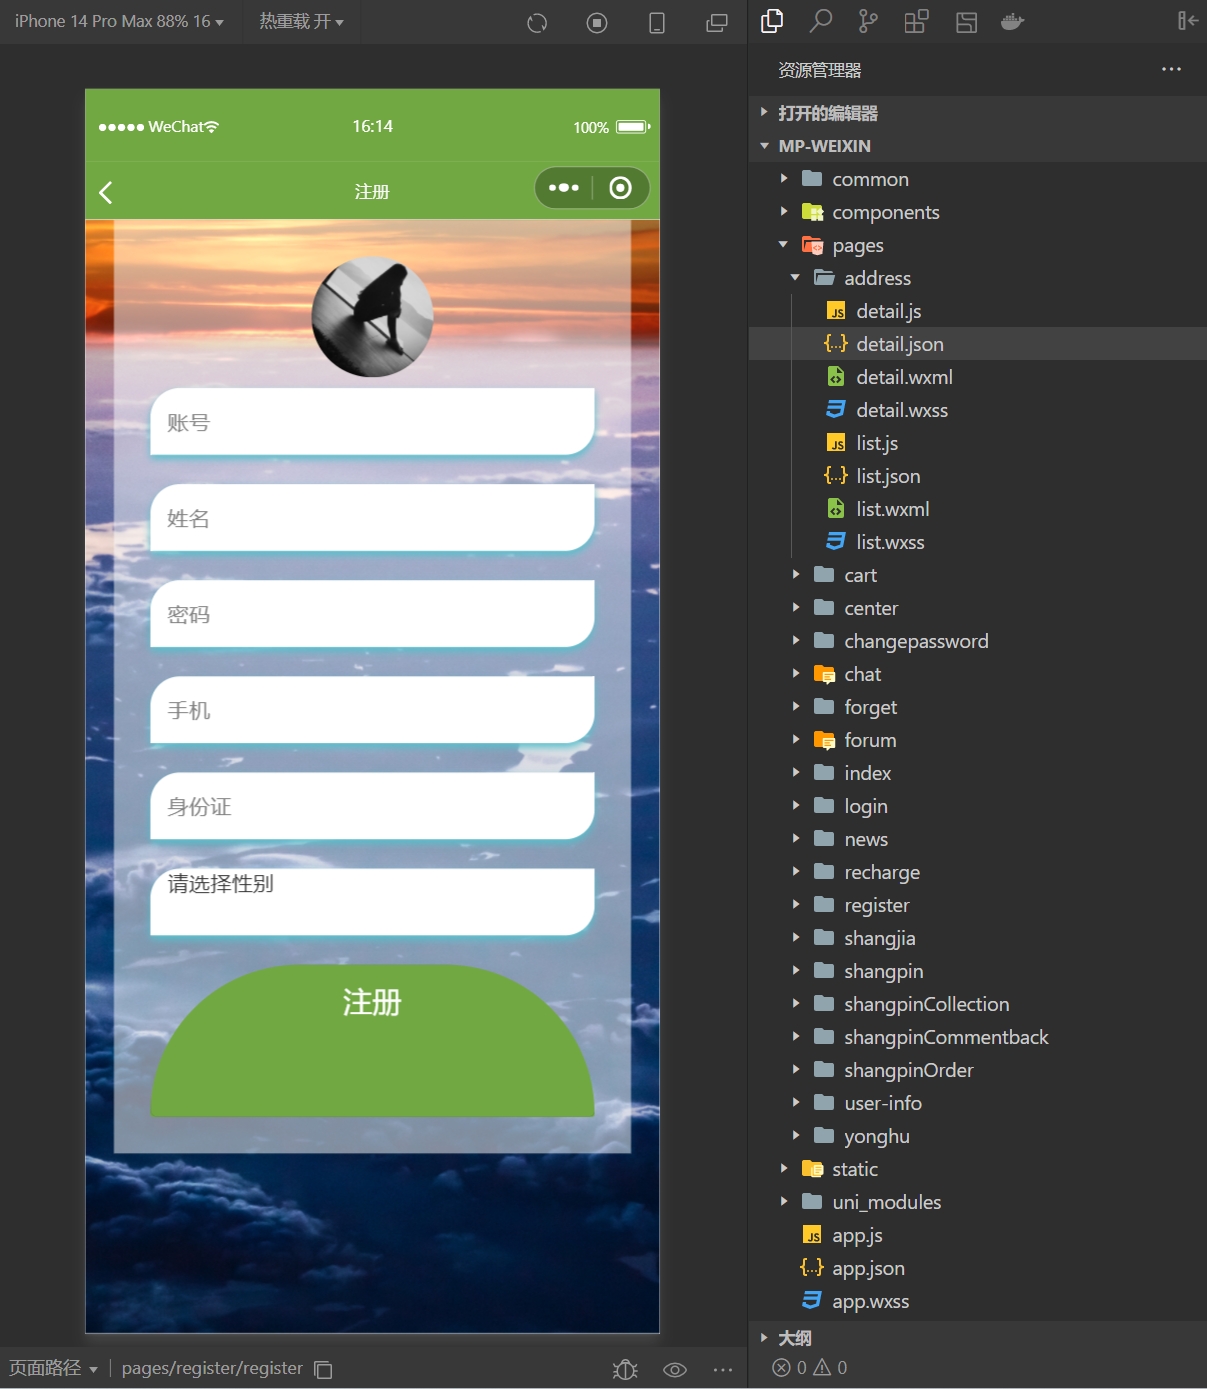 iPhone 14 Pro Max 88% 16
热重载 开
WeChat
16:14
100%
注册
账号
姓名
密码
手机
身份证
请选择性别
注册
页面路径
pages/register/register
资源管理器
打开的编辑器
MP-WEIXIN
common
components
pages
address
detail.js
detail.json
detail.wxml
detail.wxss
list.js
list.json
list.wxml
list.wxss
cart
center
changepassword
chat
forget
forum
index
login
news
recharge
register
shangjia
shangpin
shangpinCollection
shangpinCommentback
shangpinOrder
user-info
yonghu
static
uni_modules
app.js
app.json
app.wxss
大纲
0 0